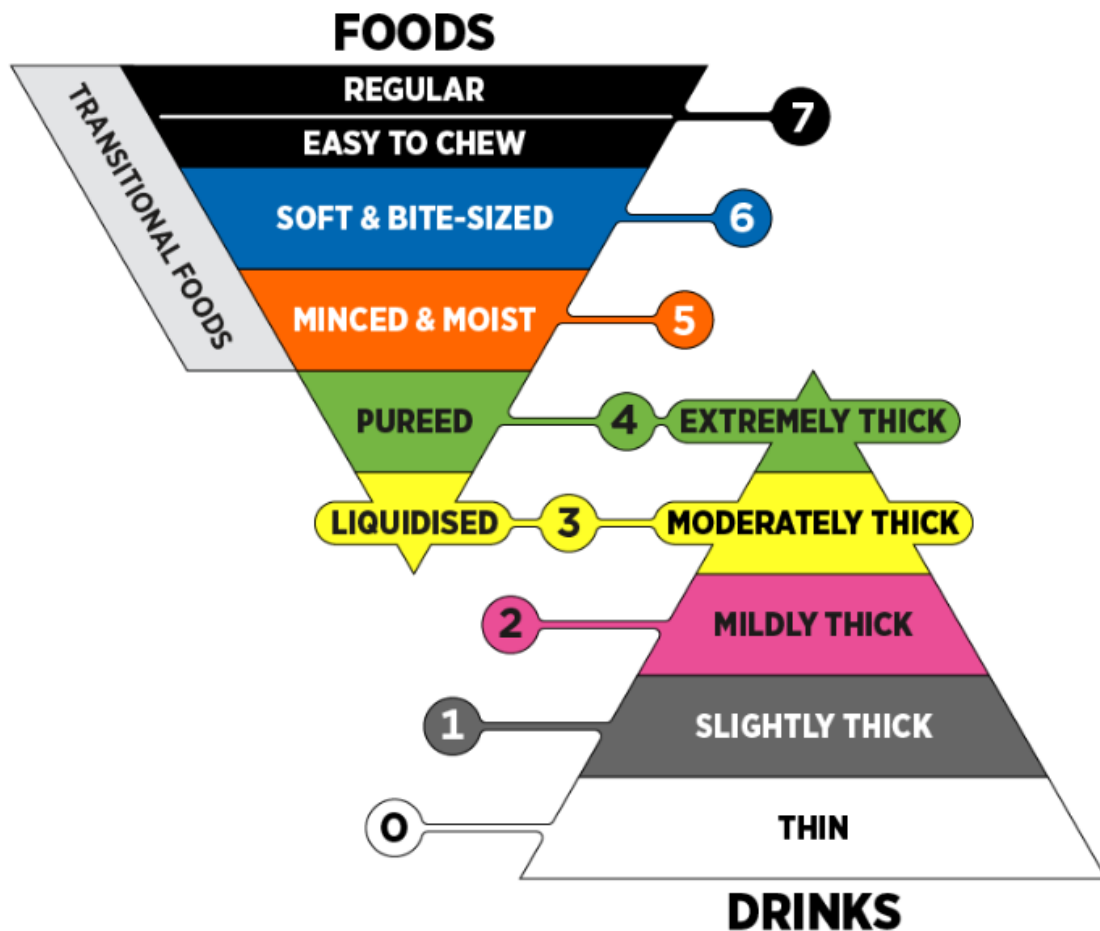 FOODS
REGULAR
7
EASY TO CHEW
TRANSITIONAL FOODS
SOFT & BITE-SIZED
6
MINCED & MOIST
5
PUREED
4
EXTREMELY THICK
LIQUIDISED
3
MODERATELY THICK
2
MILDLY THICK
1
SLIGHTLY THICK
0
THIN
DRINKS